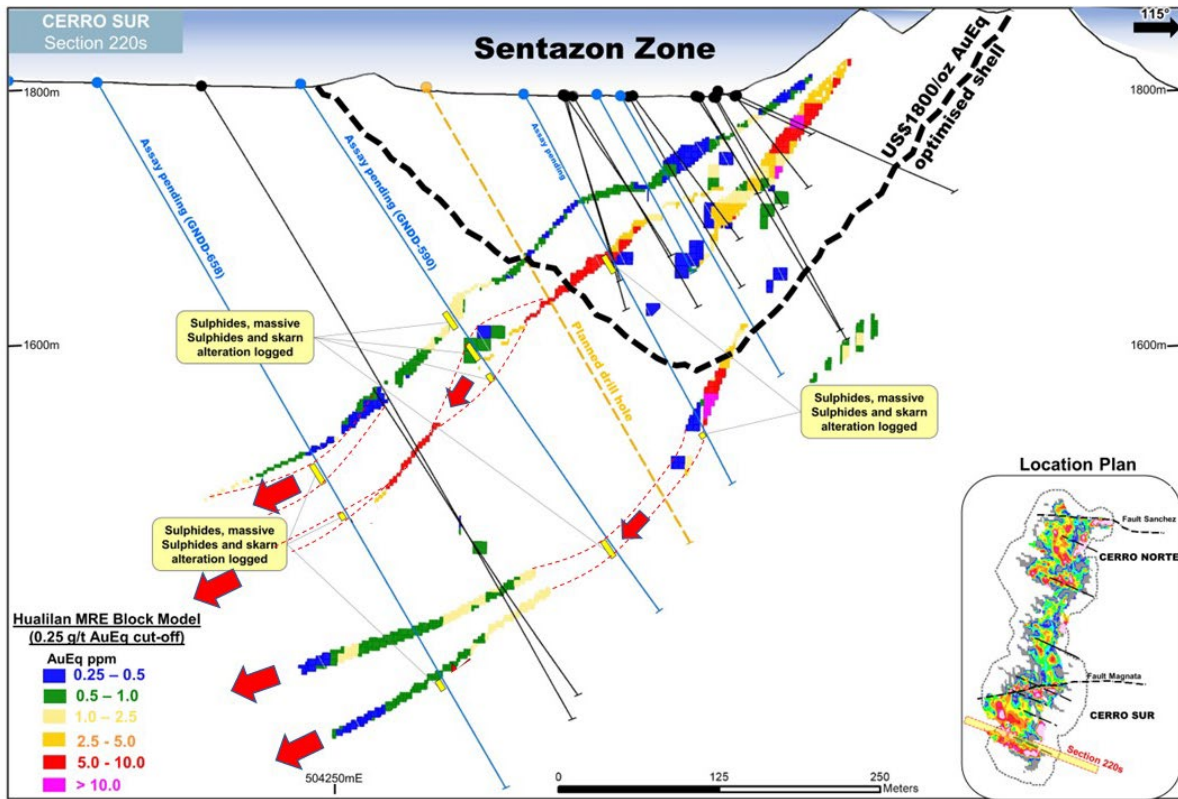 CERRO SUR
Section 220s
Sentazon Zone
115°
1800m
1800m
US$1800/oz AuEq
optimised shell
Assay pending (GNDD-658)
Assay pending (GNDD-590)
Assay pending
Planned drill hole
Sulphides, massive
Sulphides and skarn
alteration logged
1600m
1600m
Sulphides, massive
Sulphides and skarn
alteration logged
Sulphides, massive
Sulphides and skarn
alteration logged
Location Plan
Fault Sanchez
CERRO NORTE
Fault Magnata
CERRO SUR
Section 220s
Hualilan MRE Block Model
(0.25 g/t AuEq cut-off)
AuEq ppm
0.25 – 0.5
0.5 – 1.0
1.0 – 2.5
2.5 - 5.0
5.0 - 10.0
> 10.0
504250mE
0
125
250
Meters